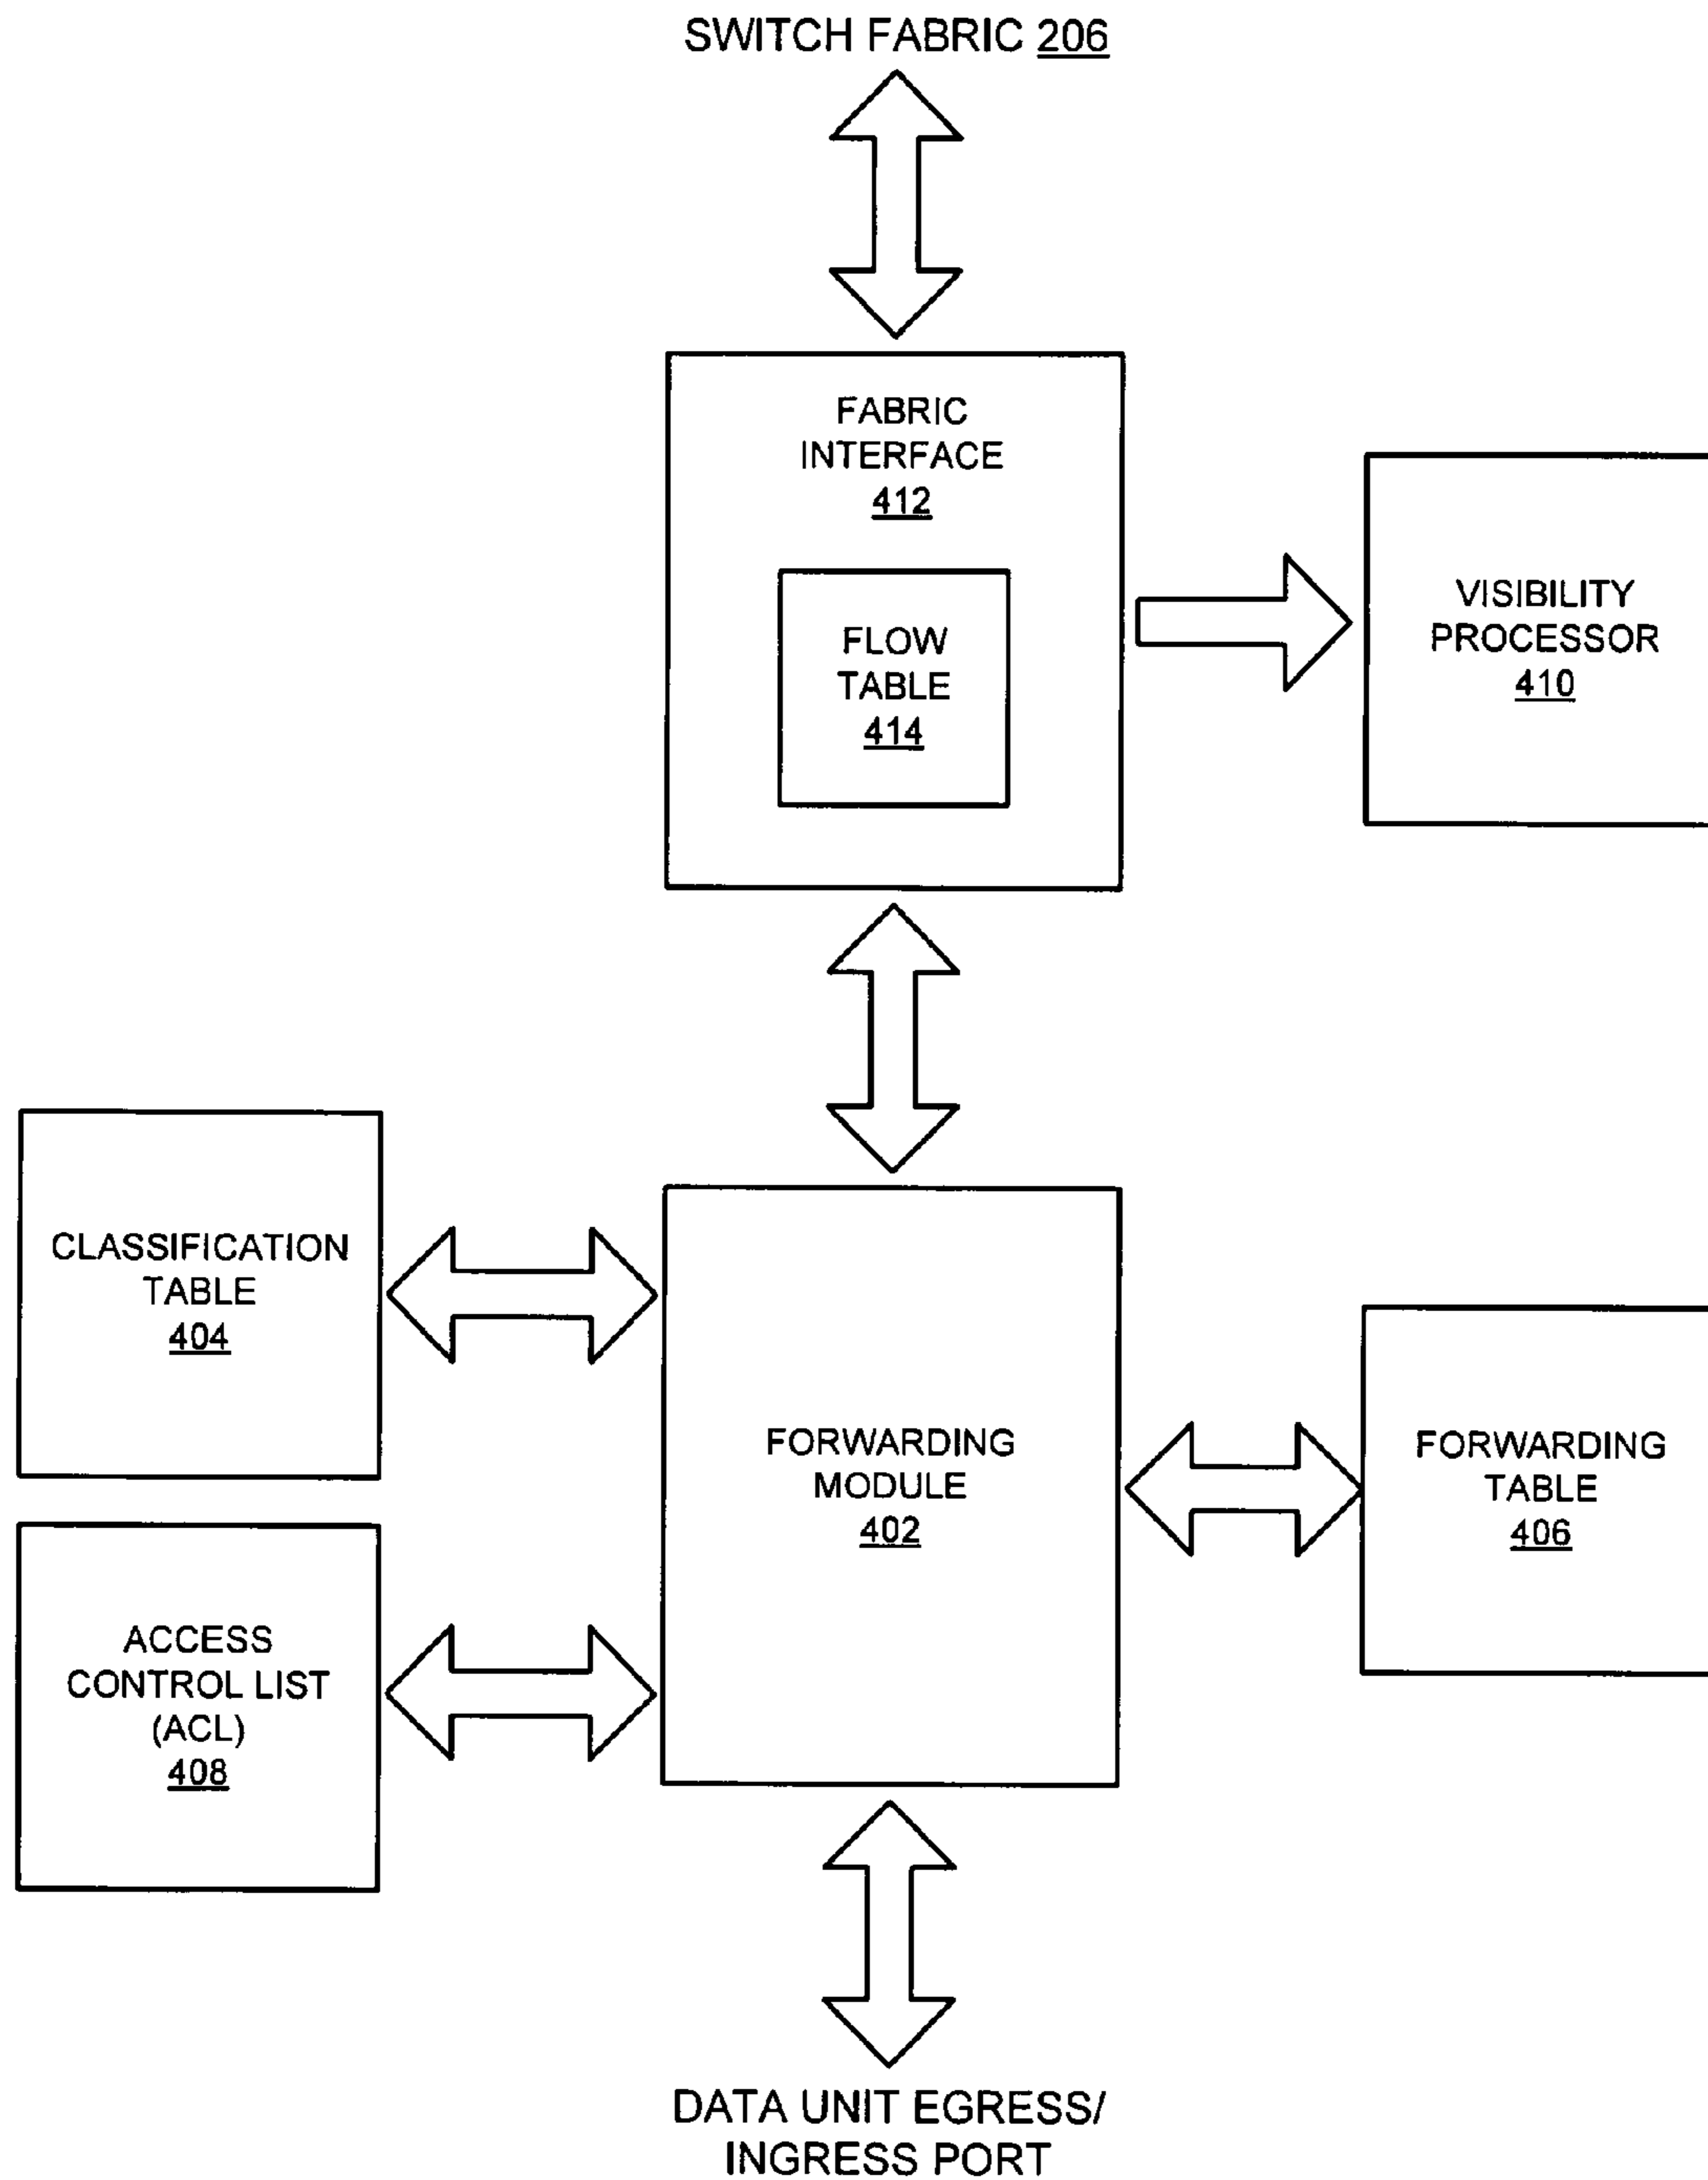 SWITCH FABRIC 206
FABRIC
INTERFACE
412
FLOW
TABLE
414
VISIBILITY
PROCESSOR
410
CLASSIFICATION
TABLE
404
FORWARDING
MODULE
402
FORWARDING
TABLE
406
ACCESS
CONTROL LIST
(ACL)
408
DATA UNIT EGRESS/
INGRESS PORT